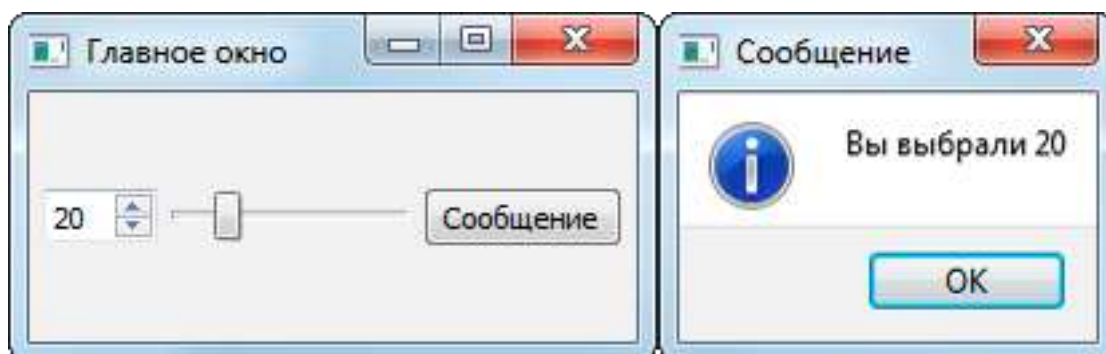 Главное окно
20
Сообщение
Сообщение
Вы выбрали 20
OK